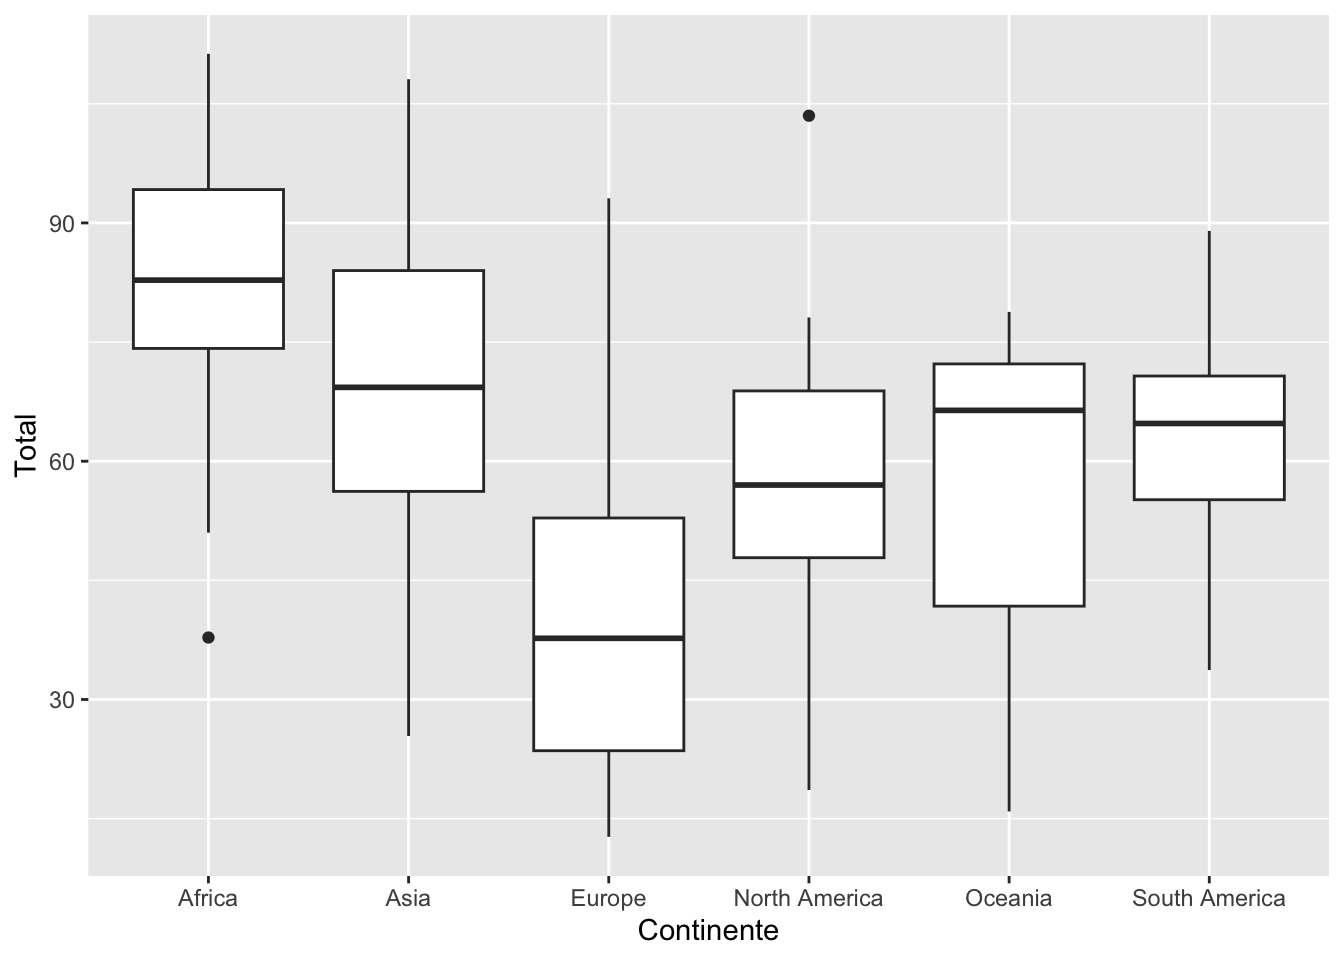 Total
90
60
30
Africa
Asia
Europe
North America
Oceania
South America
Continente